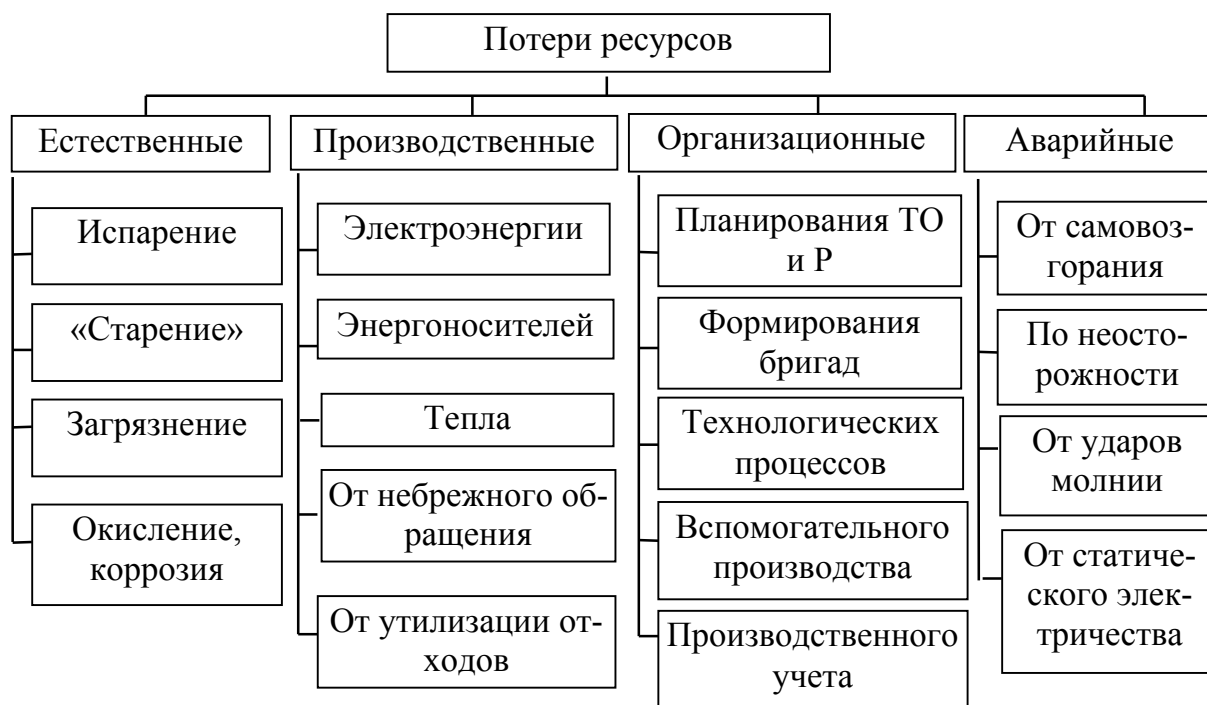 Потери ресурсов
Естественные
Производственные
Организационные
Аварийные
Испарение
«Старение»
Загрязнение
Окисление,
коррозия
Электроэнергии
Энергоносителей
Тепла
От небрежного об-
ращения
От утилизации от-
ходов
Планирования ТО
и Р
Формирования
бригад
Технологических
процессов
Вспомогательного
производства
Производственного
учета
От самовоз-
горания
По неосто-
рожности
От ударов
молнии
От статиче-
ского элек-
тричества